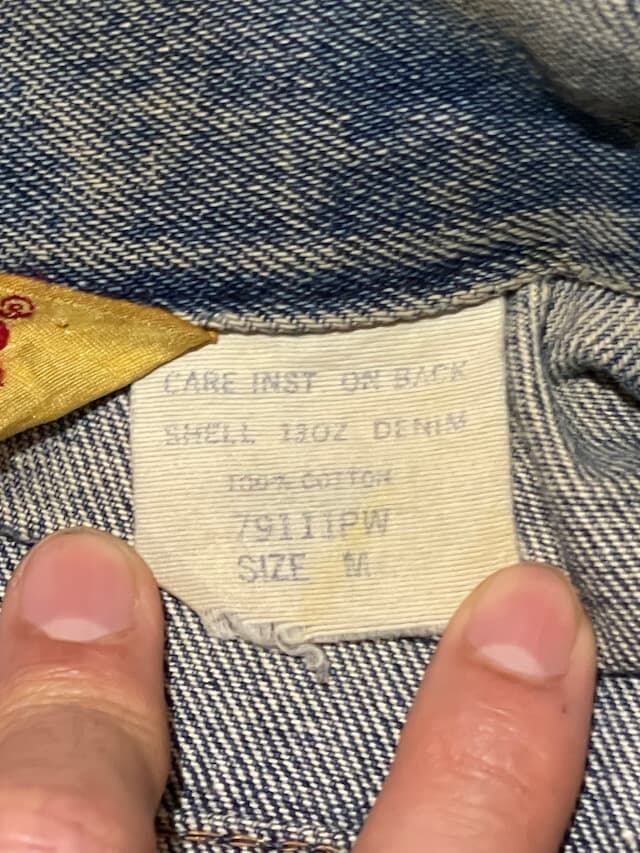 CARE INST ON BACK
SHELL 13OZ DENIM
100% COTTON
79111PW
SIZE M